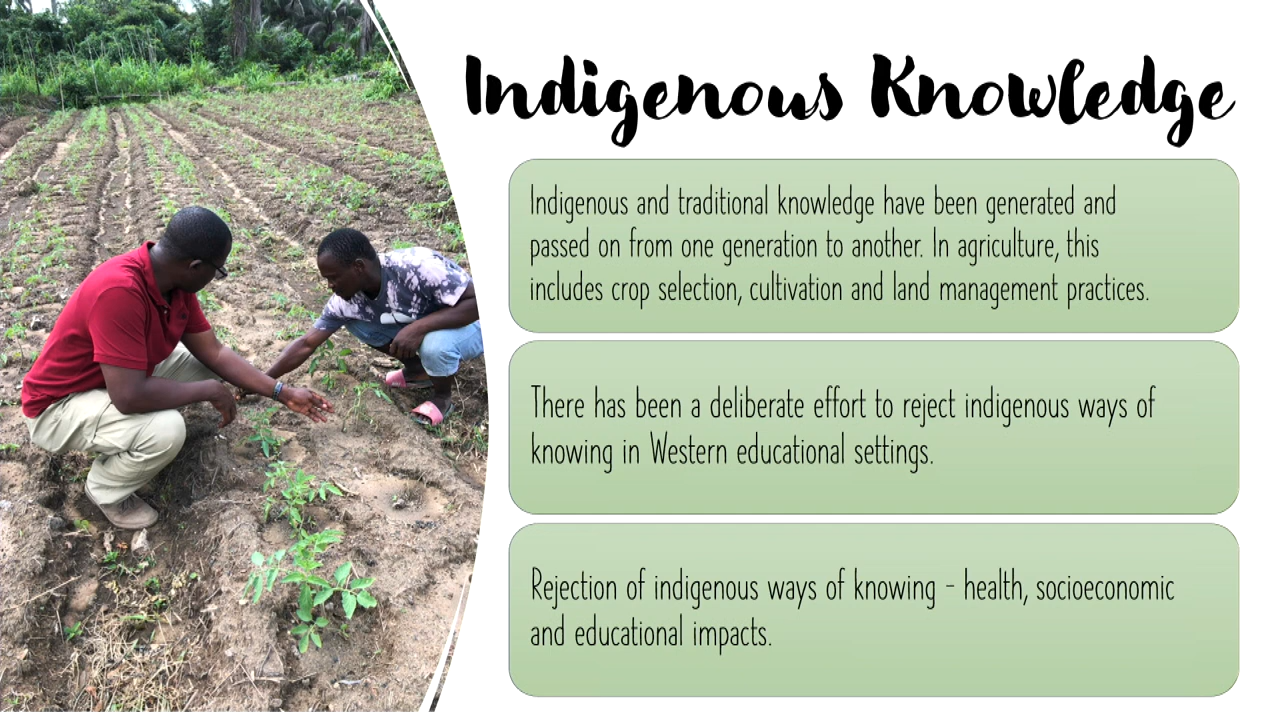 Indigenous Knowledge
Indigenous and traditional knowledge have been generated and
passed on from one generation to another. In agriculture, this
includes crop selection, cultivation and land management practices.
There has been a deliberate effort to reject indigenous ways of
knowing in Western educational settings.
Rejection of indigenous ways of knowing - health, socioeconomic
and educational impacts.